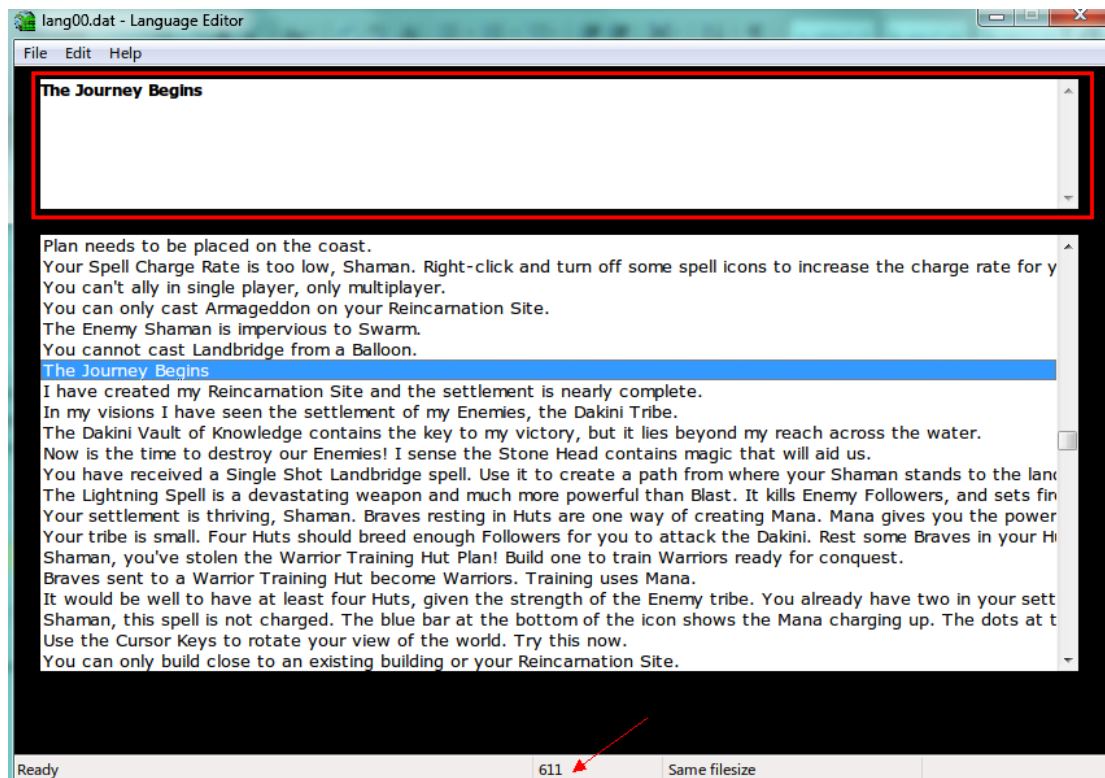 lang00.dat - Language Editor
File Edit Help
The Journey Begins
Plan needs to be placed on the coast.
Your Spell Charge Rate is too low, Shaman. Right-click and turn off some spell icons to increase the charge rate for y
You can't ally in single player, only multiplayer.
You can only cast Armageddon on your Reincarnation Site.
The Enemy Shaman is impervious to Swarm.
You cannot cast Landbridge from a Balloon.
The Journey Begins
I have created my Reincarnation Site and the settlement is nearly complete.
In my visions I have seen the settlement of my Enemies, the Dakini Tribe.
The Dakini Vault of Knowledge contains the key to my victory, but it lies beyond my reach across the water.
Now is the time to destroy our Enemies! I sense the Stone Head contains magic that will aid us.
You have received a Single Shot Landbridge spell. Use it to create a path from where your Shaman stands to the land
The Lightning Spell is a devastating weapon and much more powerful than Blast. It kills Enemy Followers, and sets fire
Your settlement is thriving, Shaman. Braves resting in Huts are one way of creating Mana. Mana gives you the power
Your tribe is small. Four Huts should breed enough Followers for you to attack the Dakini. Rest some Braves in your Hu
Shaman, you've stolen the Warrior Training Hut Plan! Build one to train Warriors ready for conquest.
Braves sent to a Warrior Training Hut become Warriors. Training uses Mana.
It would be well to have at least four Huts, given the strength of the Enemy tribe. You already have two in your sett
Shaman, this spell is not charged. The blue bar at the bottom of the icon shows the Mana charging up. The dots at t
Use the Cursor Keys to rotate your view of the world. Try this now.
You can only build close to an existing building or your Reincarnation Site.
Ready 611 Same filesize